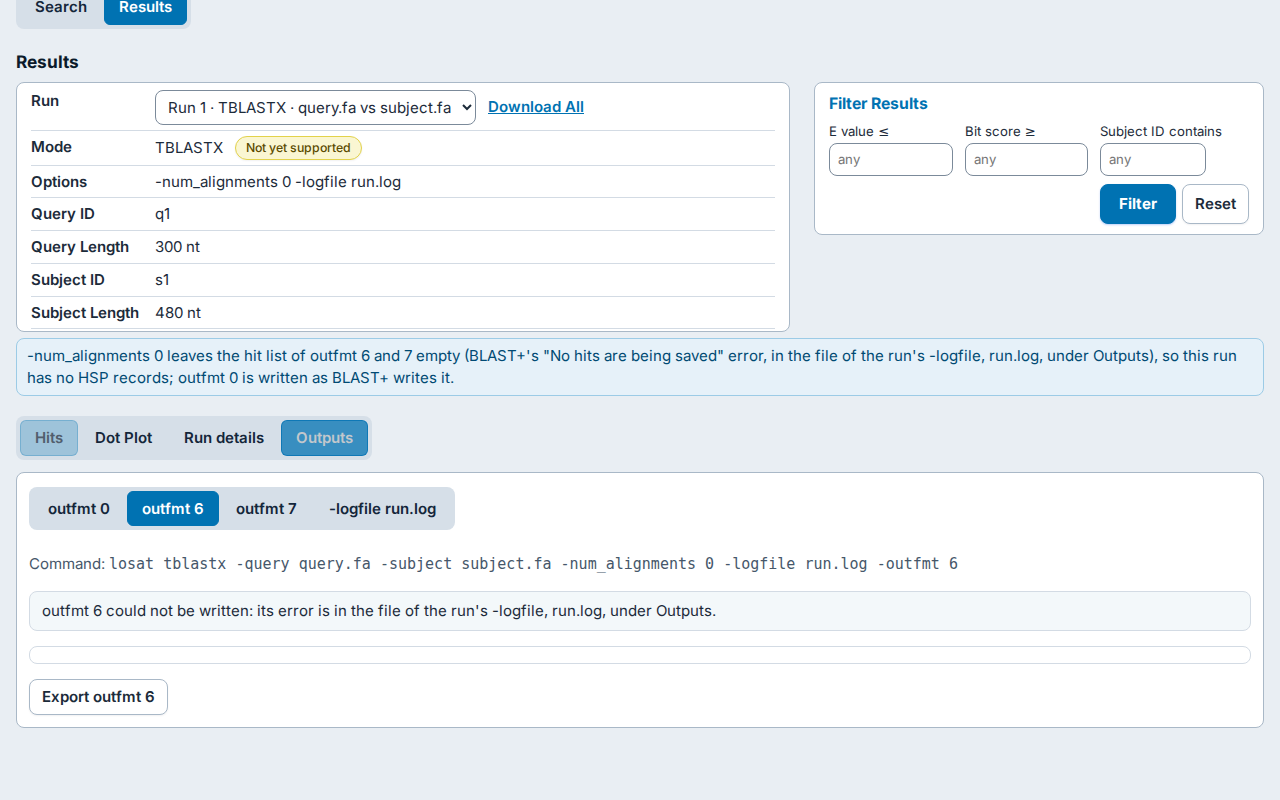 Search Results
Results
Run Run 1 · TBLASTX · query.fa vs subject.fa Download All
Mode TBLASTX Not yet supported
Options -num_alignments 0 -logfile run.log
Query ID q1
Query Length 300 nt
Subject ID s1
Subject Length 480 nt
Filter Results
E value ≤ Bit score ≥ Subject ID contains
any any any
Filter Reset
-num_alignments 0 leaves the hit list of outfmt 6 and 7 empty (BLAST+'s "No hits are being saved" error, in the file of the run's -logfile, run.log, under Outputs), so this run
has no HSP records; outfmt 0 is written as BLAST+ writes it.
Hits Dot Plot Run details Outputs
outfmt 0 outfmt 6 outfmt 7 -logfile run.log
Command: losat tblastx -query query.fa -subject subject.fa -num_alignments 0 -logfile run.log -outfmt 6
outfmt 6 could not be written: its error is in the file of the run's -logfile, run.log, under Outputs.
Export outfmt 6